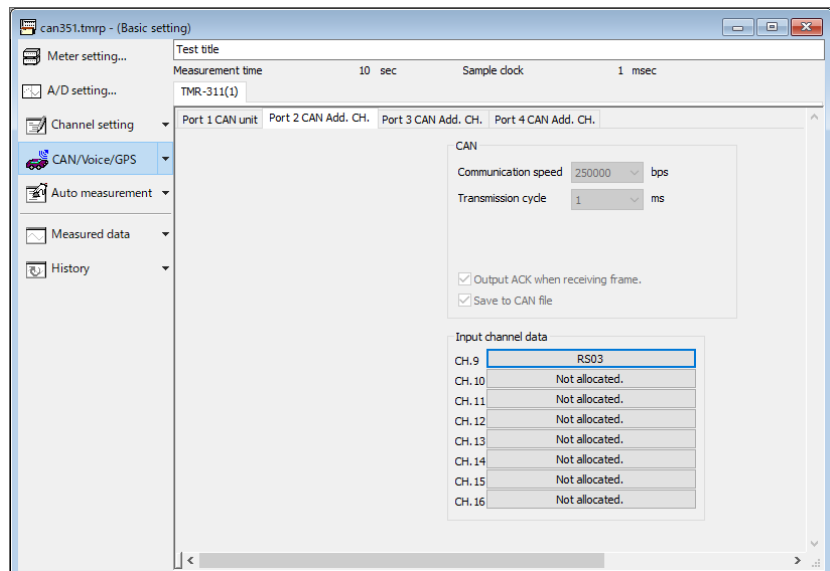 can351.tmrp - (Basic setting)
Meter setting...
A/D setting...
Channel setting
CAN/Voice/GPS
Auto measurement
Measured data
History
Test title
Measurement time 10 sec Sample clock 1 msec
TMR-311(1)
Port 1 CAN unit Port 2 CAN Add. CH. Port 3 CAN Add. CH. Port 4 CAN Add. CH.
CAN
Communication speed 250000 bps
Transmission cycle 1 ms
Output ACK when receiving frame.
Save to CAN file
Input channel data
CH.9 RS03
CH.10 Not allocated.
CH.11 Not allocated.
CH.12 Not allocated.
CH.13 Not allocated.
CH.14 Not allocated.
CH.15 Not allocated.
CH.16 Not allocated.